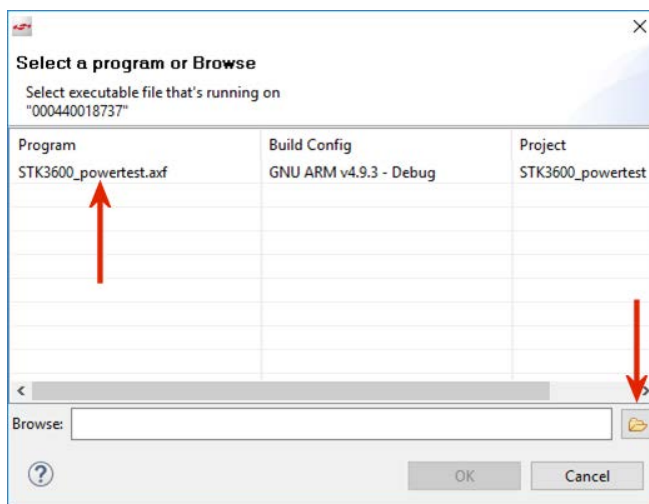 Select a program or Browse
Select executable file that's running on
"000440018737"
Program Build Config Project
STK3600_powertest.axf GNU ARM v4.9.3 - Debug STK3600_powertest
Browse:
OK Cancel